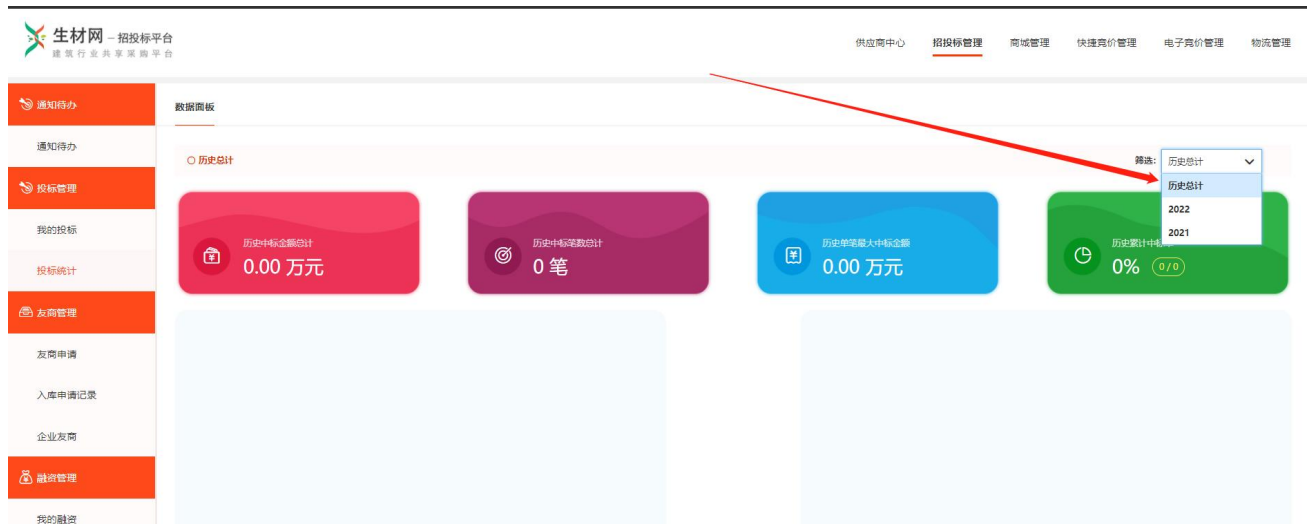 生材网 – 招投标平台
建筑行业共享采购平台
供应商中心 招投标管理 商城管理 快捷竞价管理 电子竞价管理 物流管理
通知待办
通知待办
投标管理
我的投标
投标统计
友商管理
友商申请
入库申请记录
企业友商
融资管理
我的融资
数据面板
历史总计
筛选: 历史总计
历史总计
2022
2021
历史中标金额总计
0.00 万元
历史中标笔数总计
0 笔
历史单笔最大中标金额
0.00 万元
历史累计中标
0% (0/0)